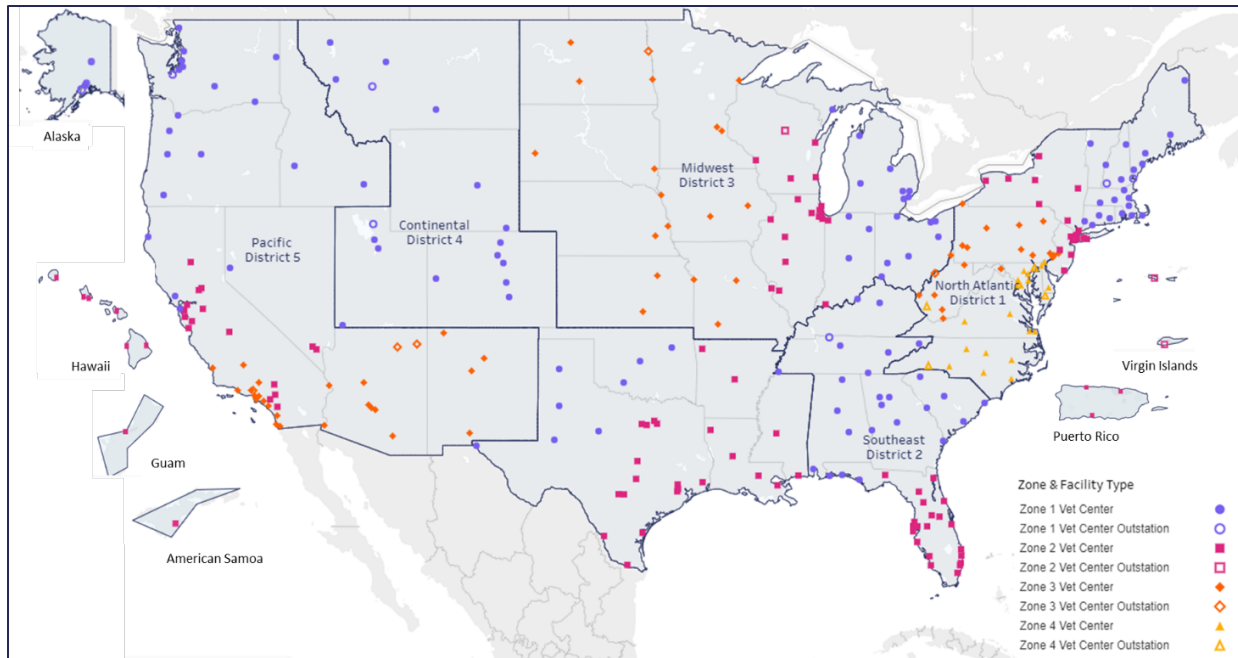 Alaska
Midwest
District 3
Continental
District 4
Pacific
District 5
North Atlantic
District 1
Hawaii
Virgin Islands
Puerto Rico
Southeast
District 2
Guam
American Samoa
Zone & Facility Type
Zone 1 Vet Center
Zone 1 Vet Center Outstation
Zone 2 Vet Center
Zone 2 Vet Center Outstation
Zone 3 Vet Center
Zone 3 Vet Center Outstation
Zone 4 Vet Center
Zone 4 Vet Center Outstation